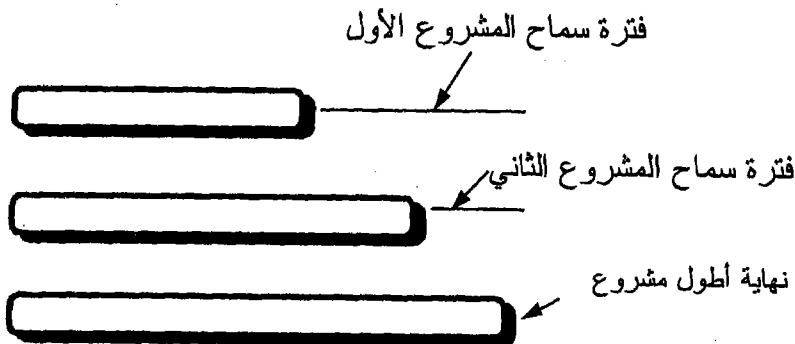 فترة سماح المشروع الأول
فترة سماح المشروع الثاني
نهاية أطول مشروع